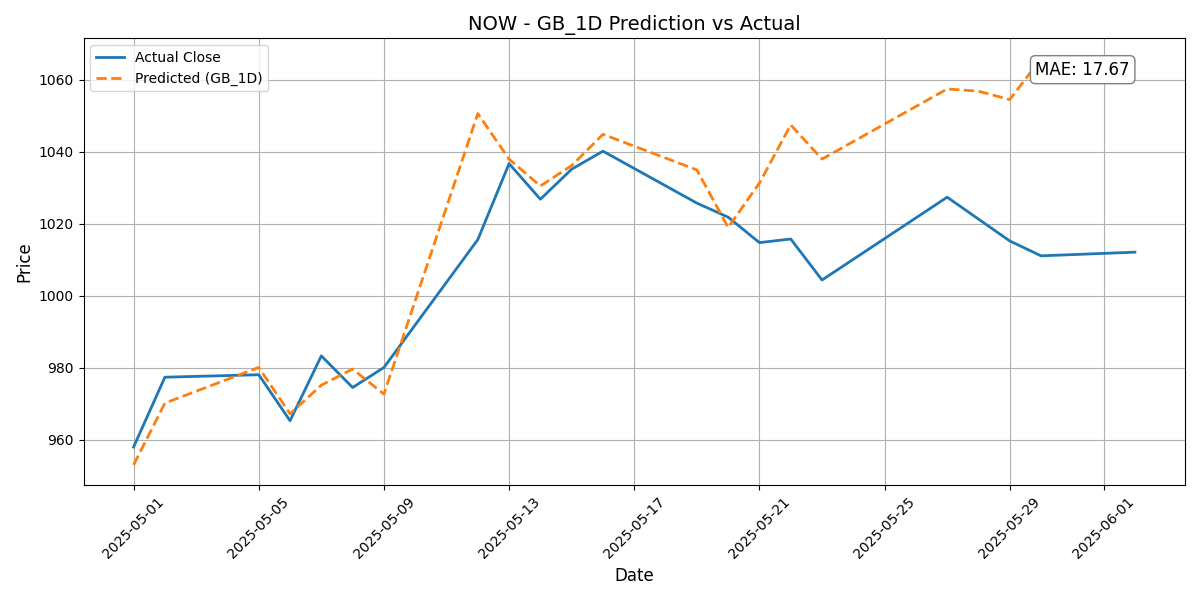 NOW - GB_1D Prediction vs Actual
Actual Close
Predicted (GB_1D)
MAE: 17.67
Price
1060
1040
1020
1000
980
960
2025-05-01
2025-05-05
2025-05-09
2025-05-13
2025-05-17
2025-05-21
2025-05-25
2025-05-29
2025-06-01
Date